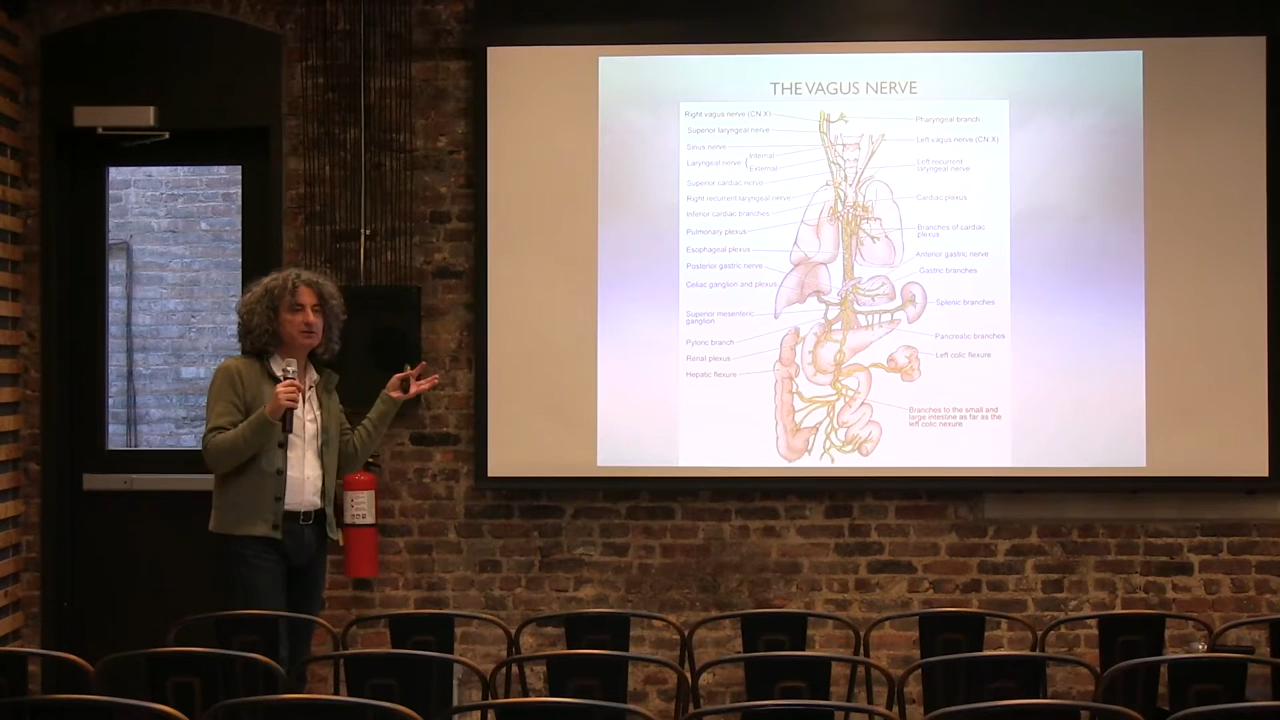 THE VAGUS NERVE
Right vagus nerve (CN X)
Superior laryngeal nerve
Sinus nerve
Laryngeal nerve
Internal
External
Superior cardiac nerve
Right recurrent laryngeal nerve
Inferior cardiac branches
Pulmonary plexus
Esophageal plexus
Posterior gastric nerve
Celiac ganglion and plexus
Superior mesenteric
ganglion
Pyloric branch
Renal plexus
Hepatic flexure
Pharyngeal branch
Left vagus nerve (CN X)
Left recurrent
laryngeal nerve
Cardiac plexus
Branches of cardiac
plexus
Anterior gastric nerve
Gastric branches
Splenic branches
Pancreatic branches
Left colic flexure
Branches to the small and
large intestine as far as the
left colic flexure